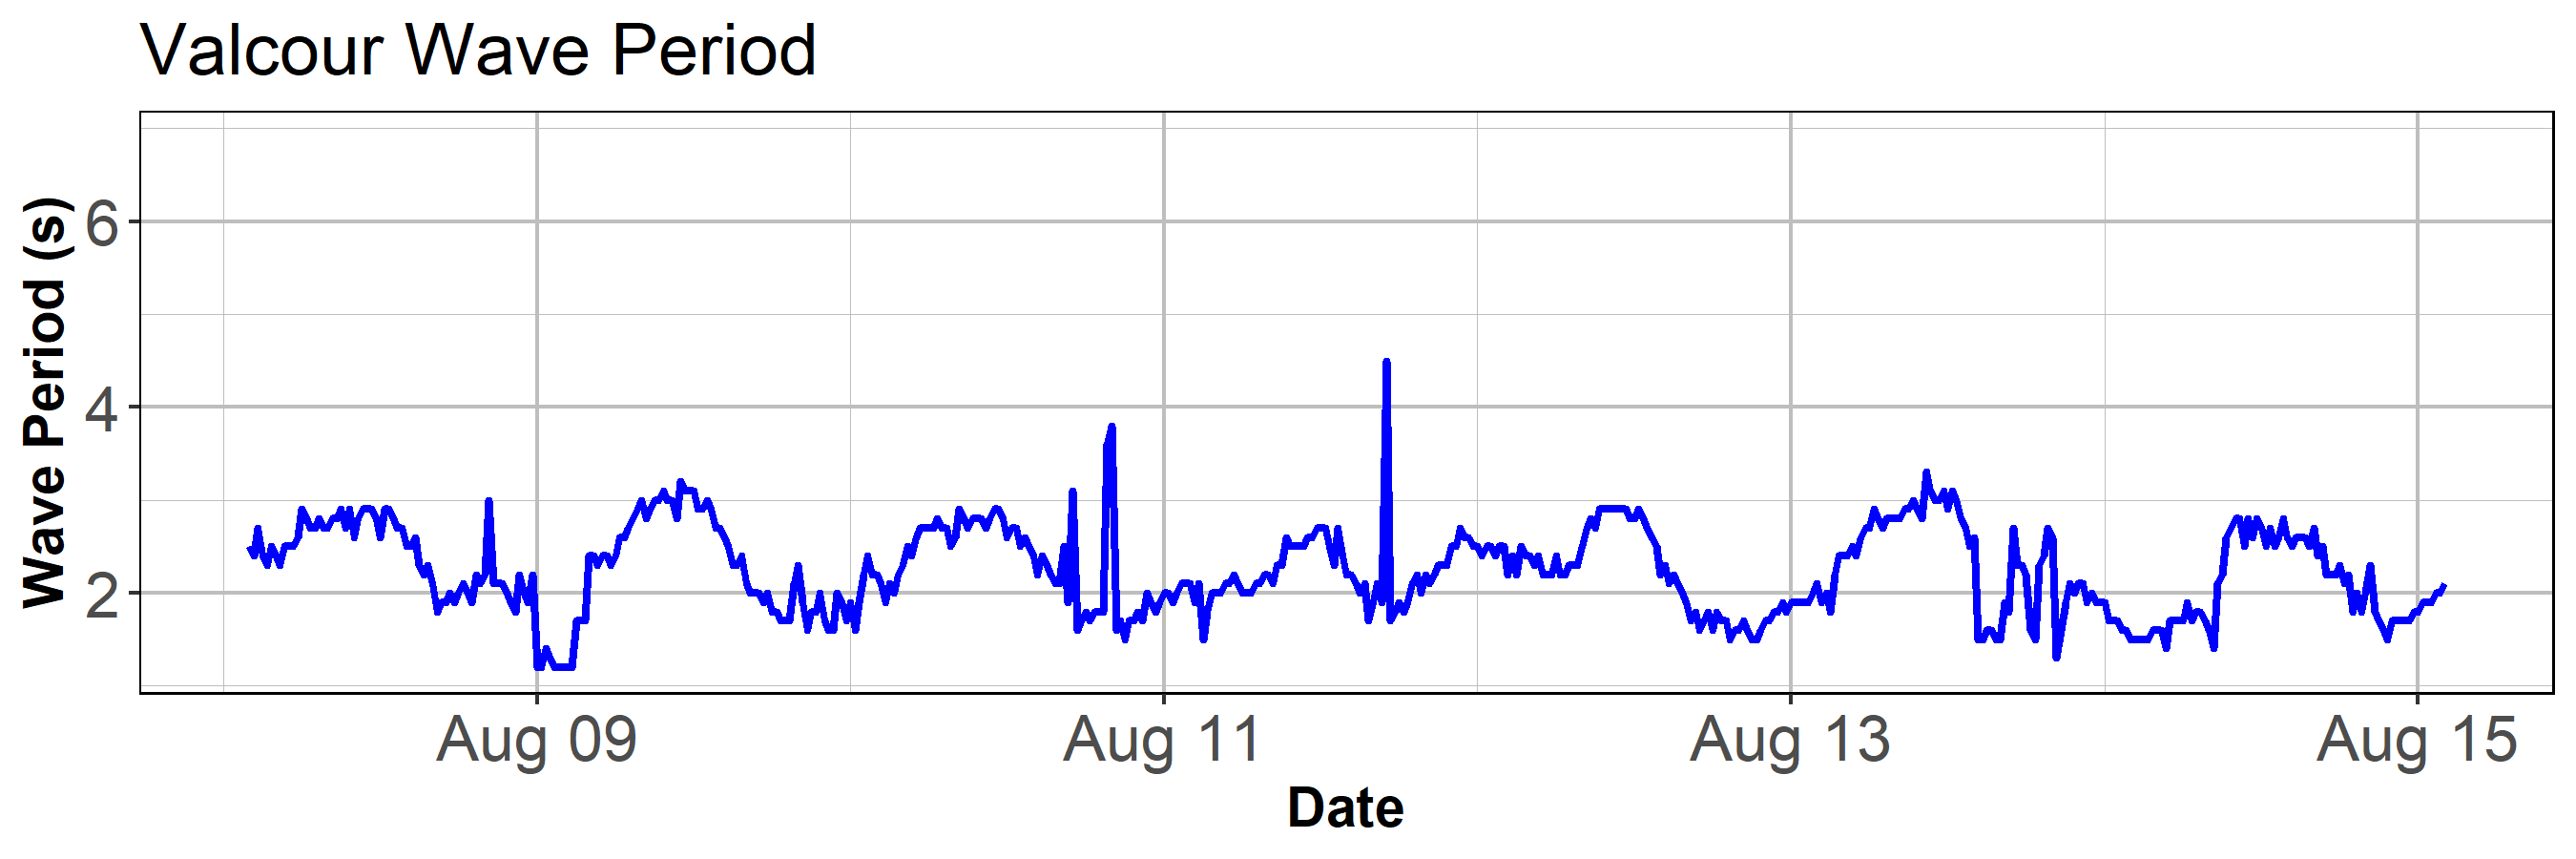 Valcour Wave Period
Wave Period (s)
6
4
2
Aug 09 Aug 11 Aug 13 Aug 15
Date